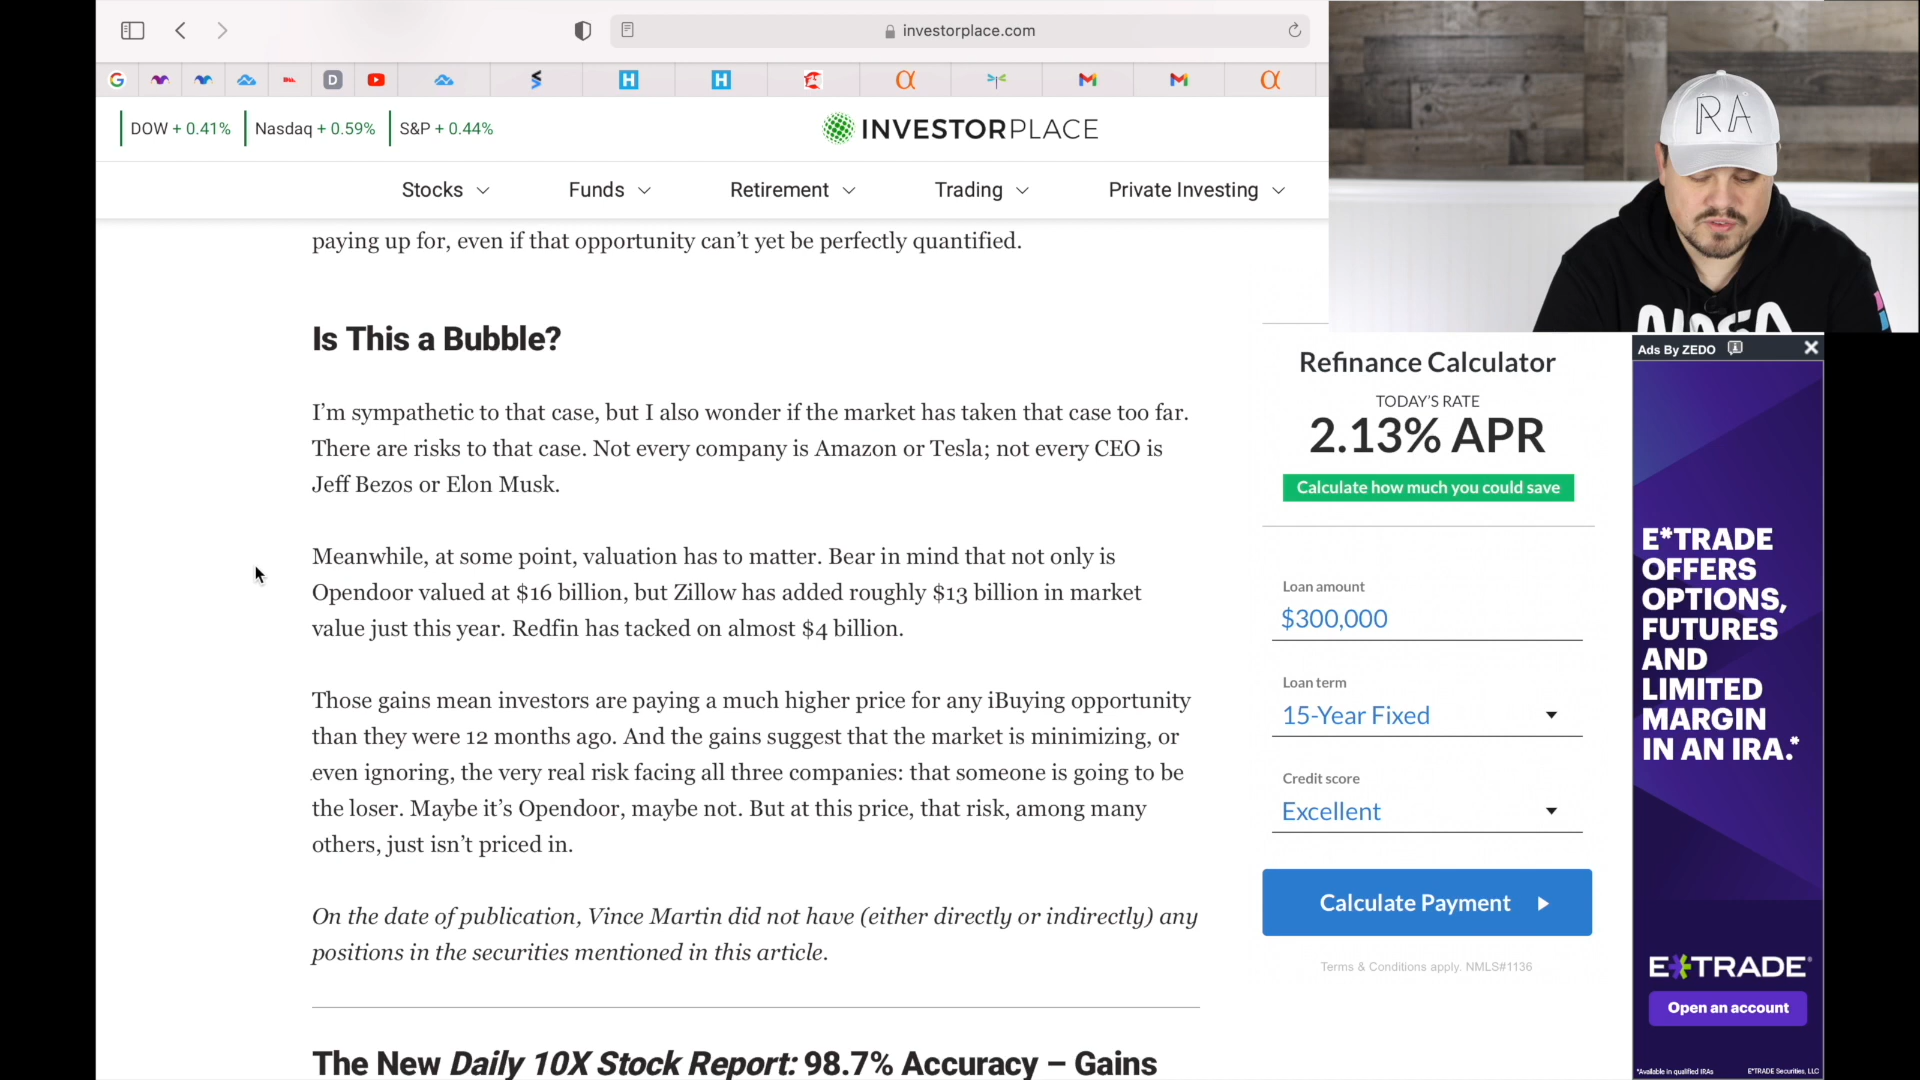 investorplace.com
DOW + 0.41% Nasdaq + 0.59% S&P + 0.44%
INVESTORPLACE
Stocks Funds Retirement Trading Private Investing
paying up for, even if that opportunity can’t yet be perfectly quantified.
Is This a Bubble?
I’m sympathetic to that case, but I also wonder if the market has taken that case too far.
There are risks to that case. Not every company is Amazon or Tesla; not every CEO is
Jeff Bezos or Elon Musk.
Meanwhile, at some point, valuation has to matter. Bear in mind that not only is
Opendoor valued at $16 billion, but Zillow has added roughly $13 billion in market
value just this year. Redfin has tacked on almost $4 billion.
Those gains mean investors are paying a much higher price for any iBuying opportunity
than they were 12 months ago. And the gains suggest that the market is minimizing, or
even ignoring, the very real risk facing all three companies: that someone is going to be
the loser. Maybe it’s Opendoor, maybe not. But at this price, that risk, among many
others, just isn’t priced in.
On the date of publication, Vince Martin did not have (either directly or indirectly) any
positions in the securities mentioned in this article.
The New Daily 10X Stock Report: 98.7% Accuracy – Gains
Refinance Calculator
TODAY’S RATE
2.13% APR
Calculate how much you could save
Loan amount
$300,000
Loan term
15-Year Fixed
Credit score
Excellent
Calculate Payment
Terms & Conditions apply. NMLS#1136
RA
NASA
Ads By ZEDO
E*TRADE
OFFERS
OPTIONS,
FUTURES
AND
LIMITED
MARGIN
IN AN IRA.*
E*TRADE
Open an account
*Available in qualified IRAs E*TRADE Securities, LLC